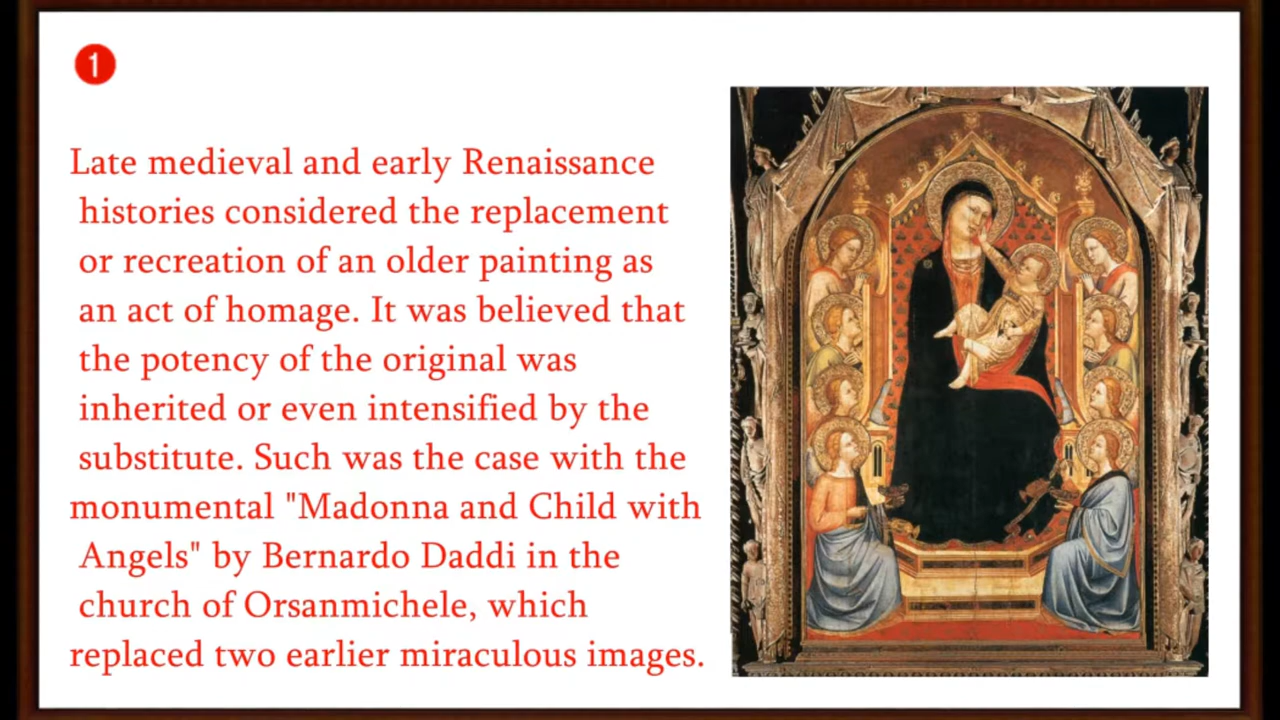 1
Late medieval and early Renaissance
histories considered the replacement
or recreation of an older painting as
an act of homage. It was believed that
the potency of the original was
inherited or even intensified by the
substitute. Such was the case with the
monumental "Madonna and Child with
Angels" by Bernardo Daddi in the
church of Orsanmichele, which
replaced two earlier miraculous images.